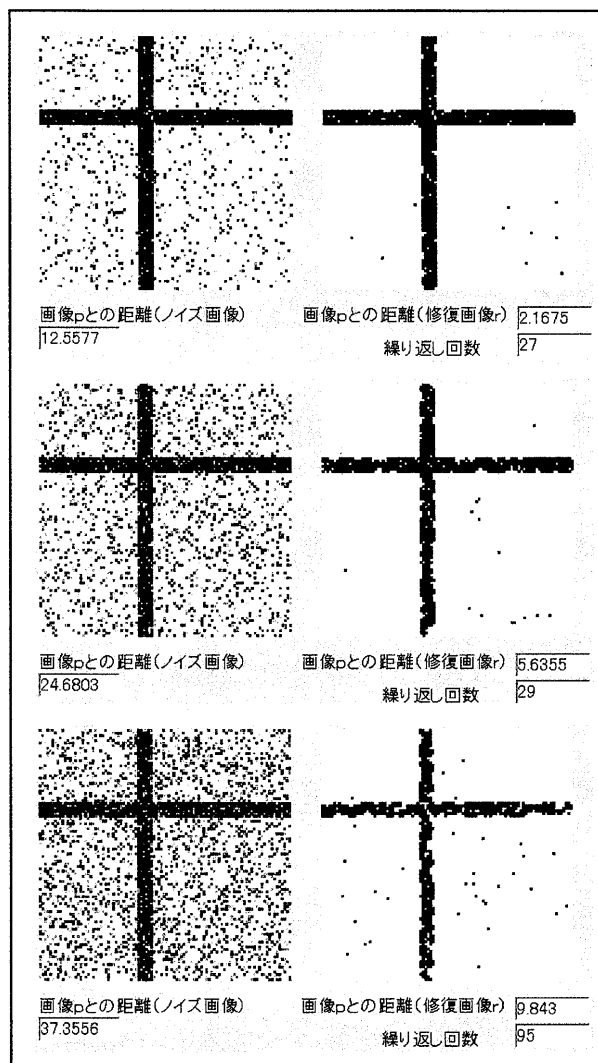 画像pとの距離(ノイズ画像) 画像pとの距離(修復画像r) 2.1675
12.5577 繰り返し回数 27
画像pとの距離(ノイズ画像) 画像pとの距離(修復画像r) 5.6355
24.6803 繰り返し回数 29
画像pとの距離(ノイズ画像) 画像pとの距離(修復画像r) 9.843
37.3556 繰り返し回数 95